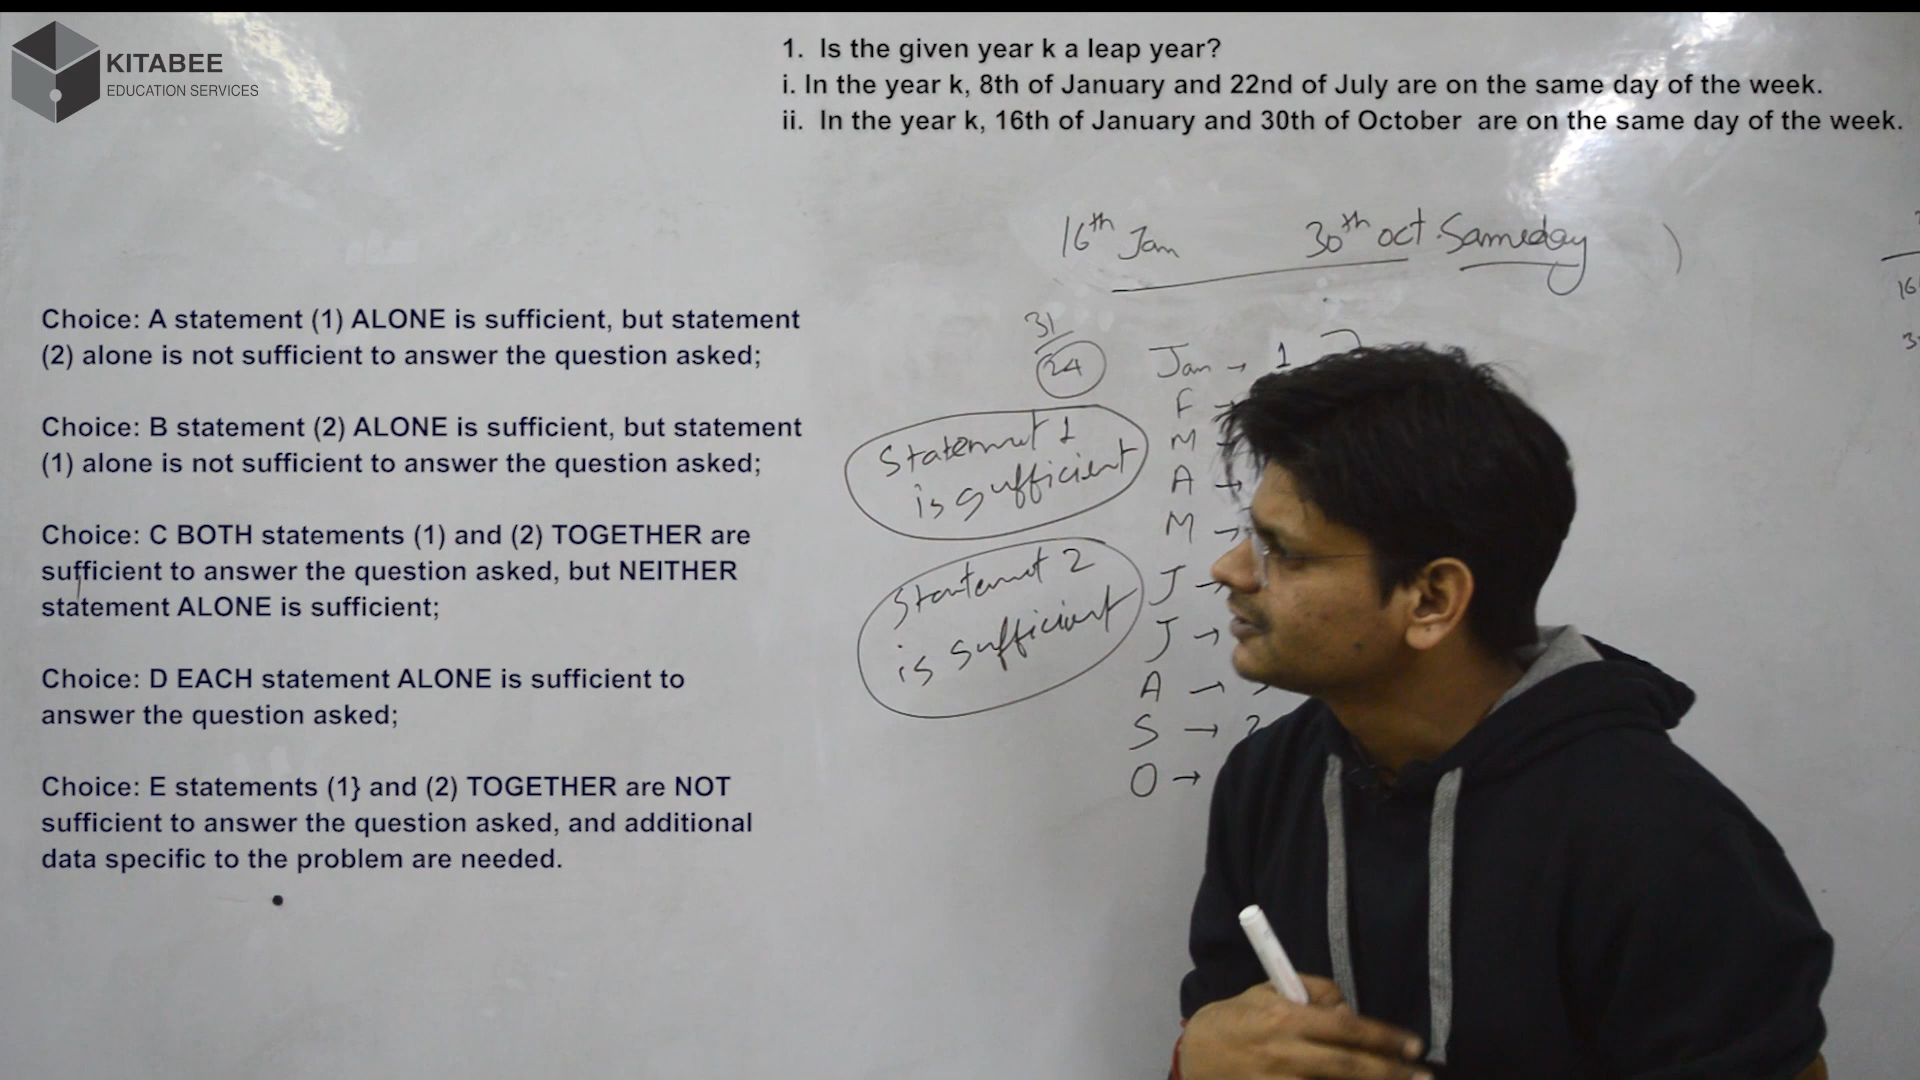 KITABEE
EDUCATION SERVICES
1. Is the given year k a leap year?
i. In the year k, 8th of January and 22nd of July are on the same day of the week.
ii. In the year k, 16th of January and 30th of October are on the same day of the week.
16th Jan 30th oct Sameday
Choice: A statement (1) ALONE is sufficient, but statement
(2) alone is not sufficient to answer the question asked;
Choice: B statement (2) ALONE is sufficient, but statement
(1) alone is not sufficient to answer the question asked;
Choice: C BOTH statements (1) and (2) TOGETHER are
sufficient to answer the question asked, but NEITHER
statement ALONE is sufficient;
Choice: D EACH statement ALONE is sufficient to
answer the question asked;
Choice: E statements (1} and (2) TOGETHER are NOT
sufficient to answer the question asked, and additional
data specific to the problem are needed.
31
24
Statement 1
is sufficient
Statement 2
is sufficient
Jan → 1
F →
M →
A →
M →
J →
J →
A →
S → 2
O →